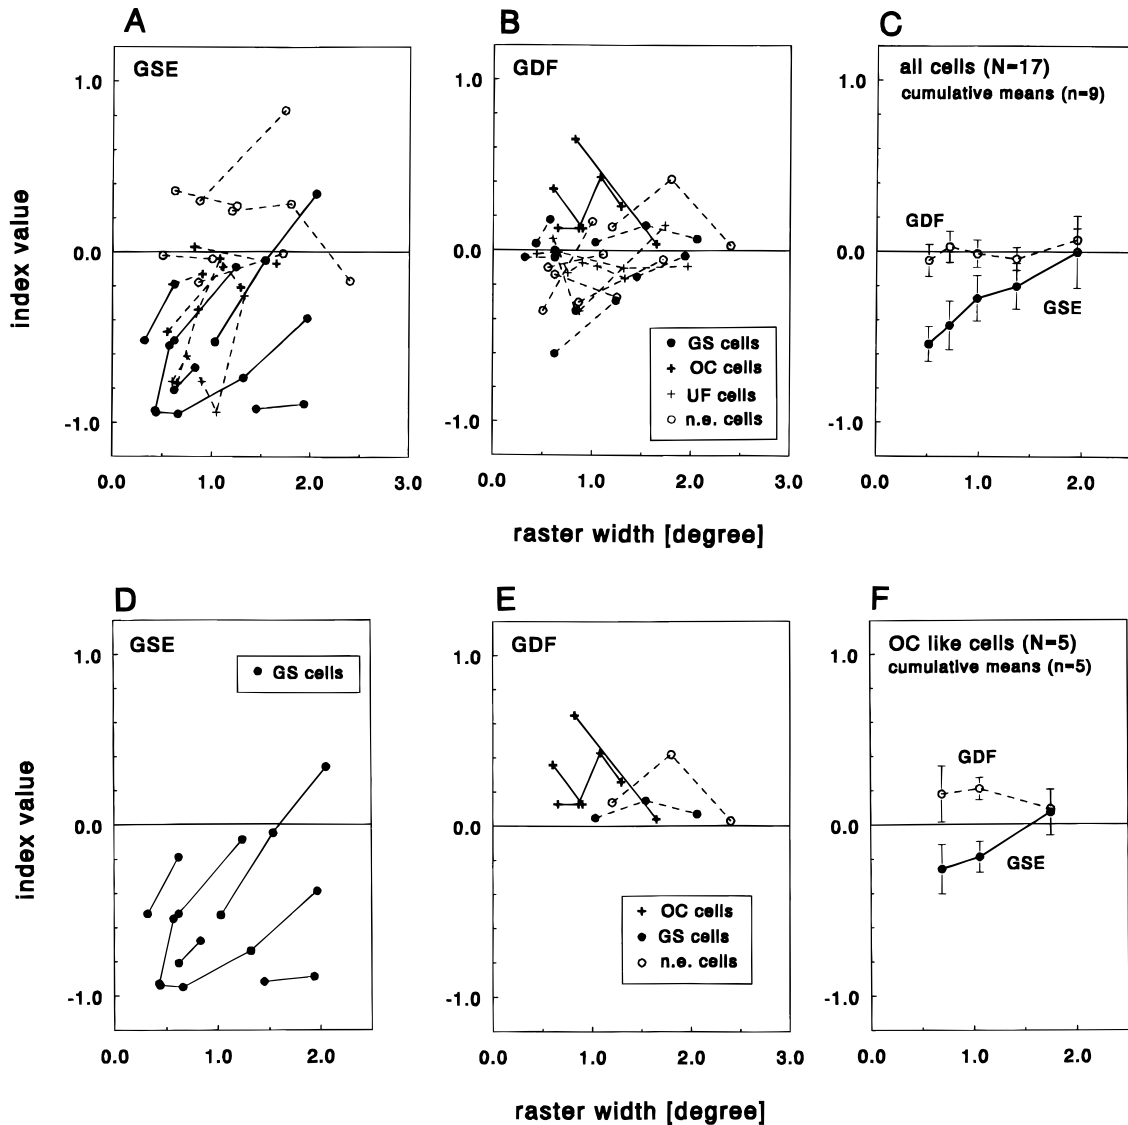 A
B
C
GSE
GDF
all cells (N=17)
cumulative means (n=9)
1.0
0.0
-1.0
index value
0.0
1.0
2.0
3.0
1.0
0.0
-1.0
GS cells
OC cells
UF cells
n.e. cells
0.0
1.0
2.0
3.0
raster width [degree]
1.0
0.0
-1.0
GDF
GSE
0.0
1.0
2.0
D
E
F
GSE
GS cells
1.0
0.0
-1.0
index value
0.0
1.0
2.0
GDF
1.0
0.0
-1.0
OC cells
GS cells
n.e. cells
0.0
1.0
2.0
3.0
raster width [degree]
OC like cells (N=5)
cumulative means (n=5)
1.0
0.0
-1.0
GDF
GSE
0.0
1.0
2.0